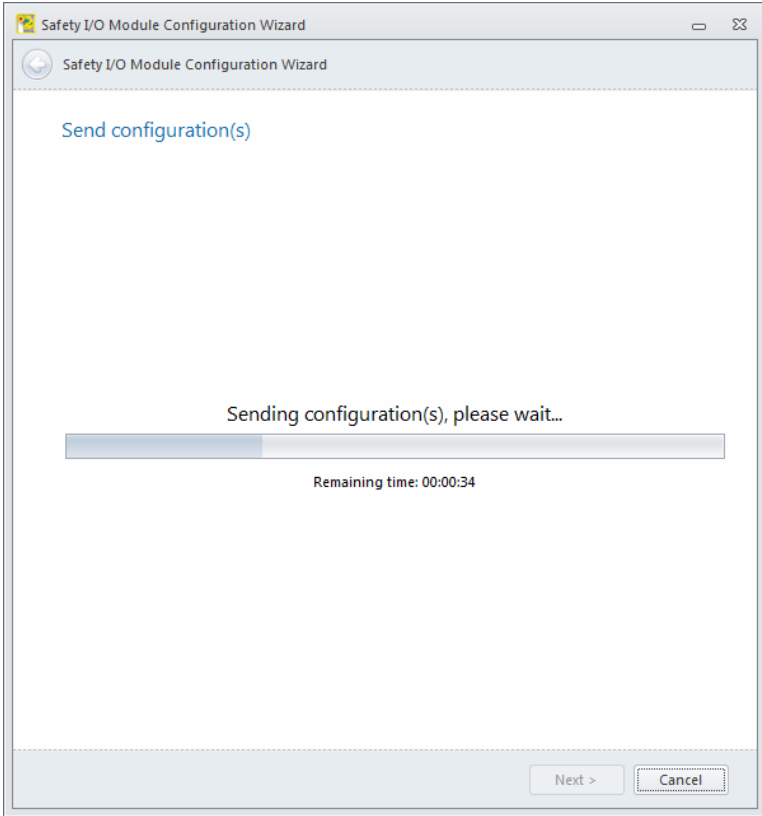 Safety I/O Module Configuration Wizard
Safety I/O Module Configuration Wizard
Send configuration(s)
Sending configuration(s), please wait...
Remaining time: 00:00:34
Next > Cancel